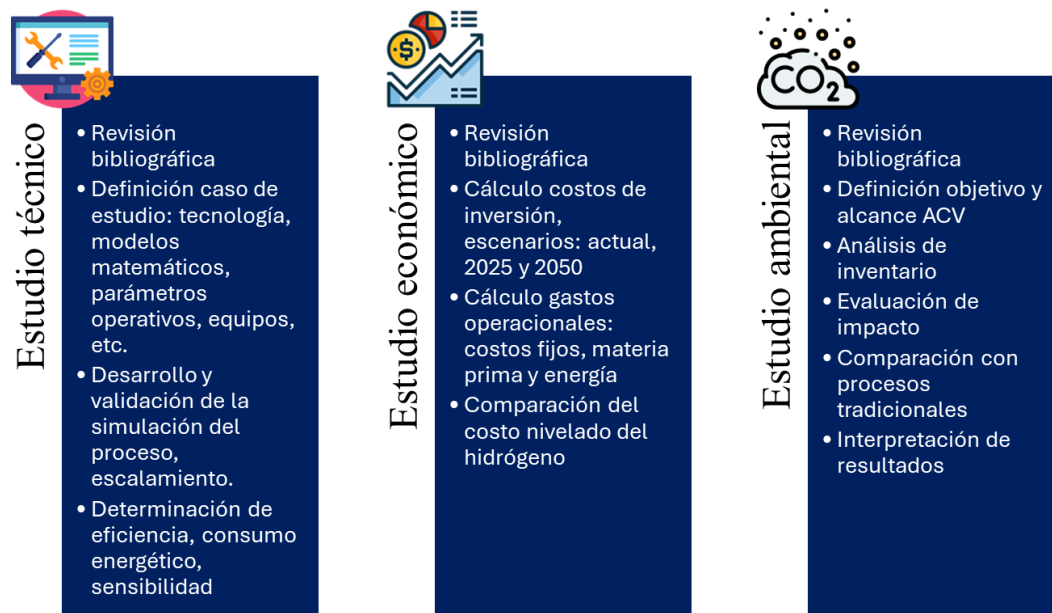 Estudio técnico
• Revisión
bibliográfica
• Definición caso de
estudio: tecnología,
modelos
matemáticos,
parámetros
operativos, equipos,
etc.
• Desarrollo y
validación de la
simulación del
proceso,
escalamiento.
• Determinación de
eficiencia, consumo
energético,
sensibilidad
$
Estudio económico
• Revisión
bibliográfica
• Cálculo costos de
inversión,
escenarios: actual,
2025 y 2050
• Cálculo gastos
operacionales:
costos fijos, materia
prima y energía
• Comparación del
costo nivelado del
hidrógeno
CO2
Estudio ambiental
• Revisión
bibliográfica
• Definición objetivo y
alcance ACV
• Análisis de
inventario
• Evaluación de
impacto
• Comparación con
procesos
tradicionales
• Interpretación de
resultados